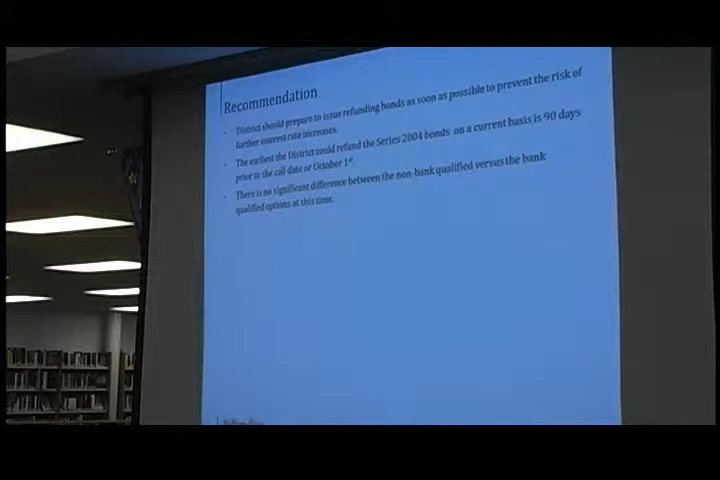 Recommendation
District should prepare to issue refunding bonds as soon as possible to prevent the risk of
further interest rate increases.
The earliest the District could refund the Series 2004 bonds on a current basis is 90 days
prior to the call date or October 1st.
There is no significant difference between the non-bank qualified versus the bank
qualified options at this time.